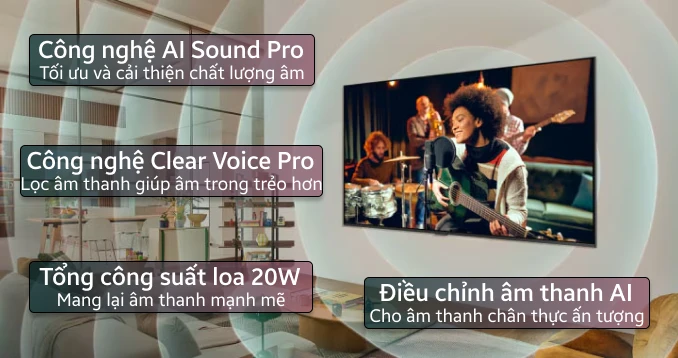 Công nghệ AI Sound Pro
Tối ưu và cải thiện chất lượng âm
Công nghệ Clear Voice Pro
Lọc âm thanh giúp âm trong trẻo hơn
Tổng công suất loa 20W
Mang lại âm thanh mạnh mẽ
Điều chỉnh âm thanh AI
Cho âm thanh chân thực ấn tượng